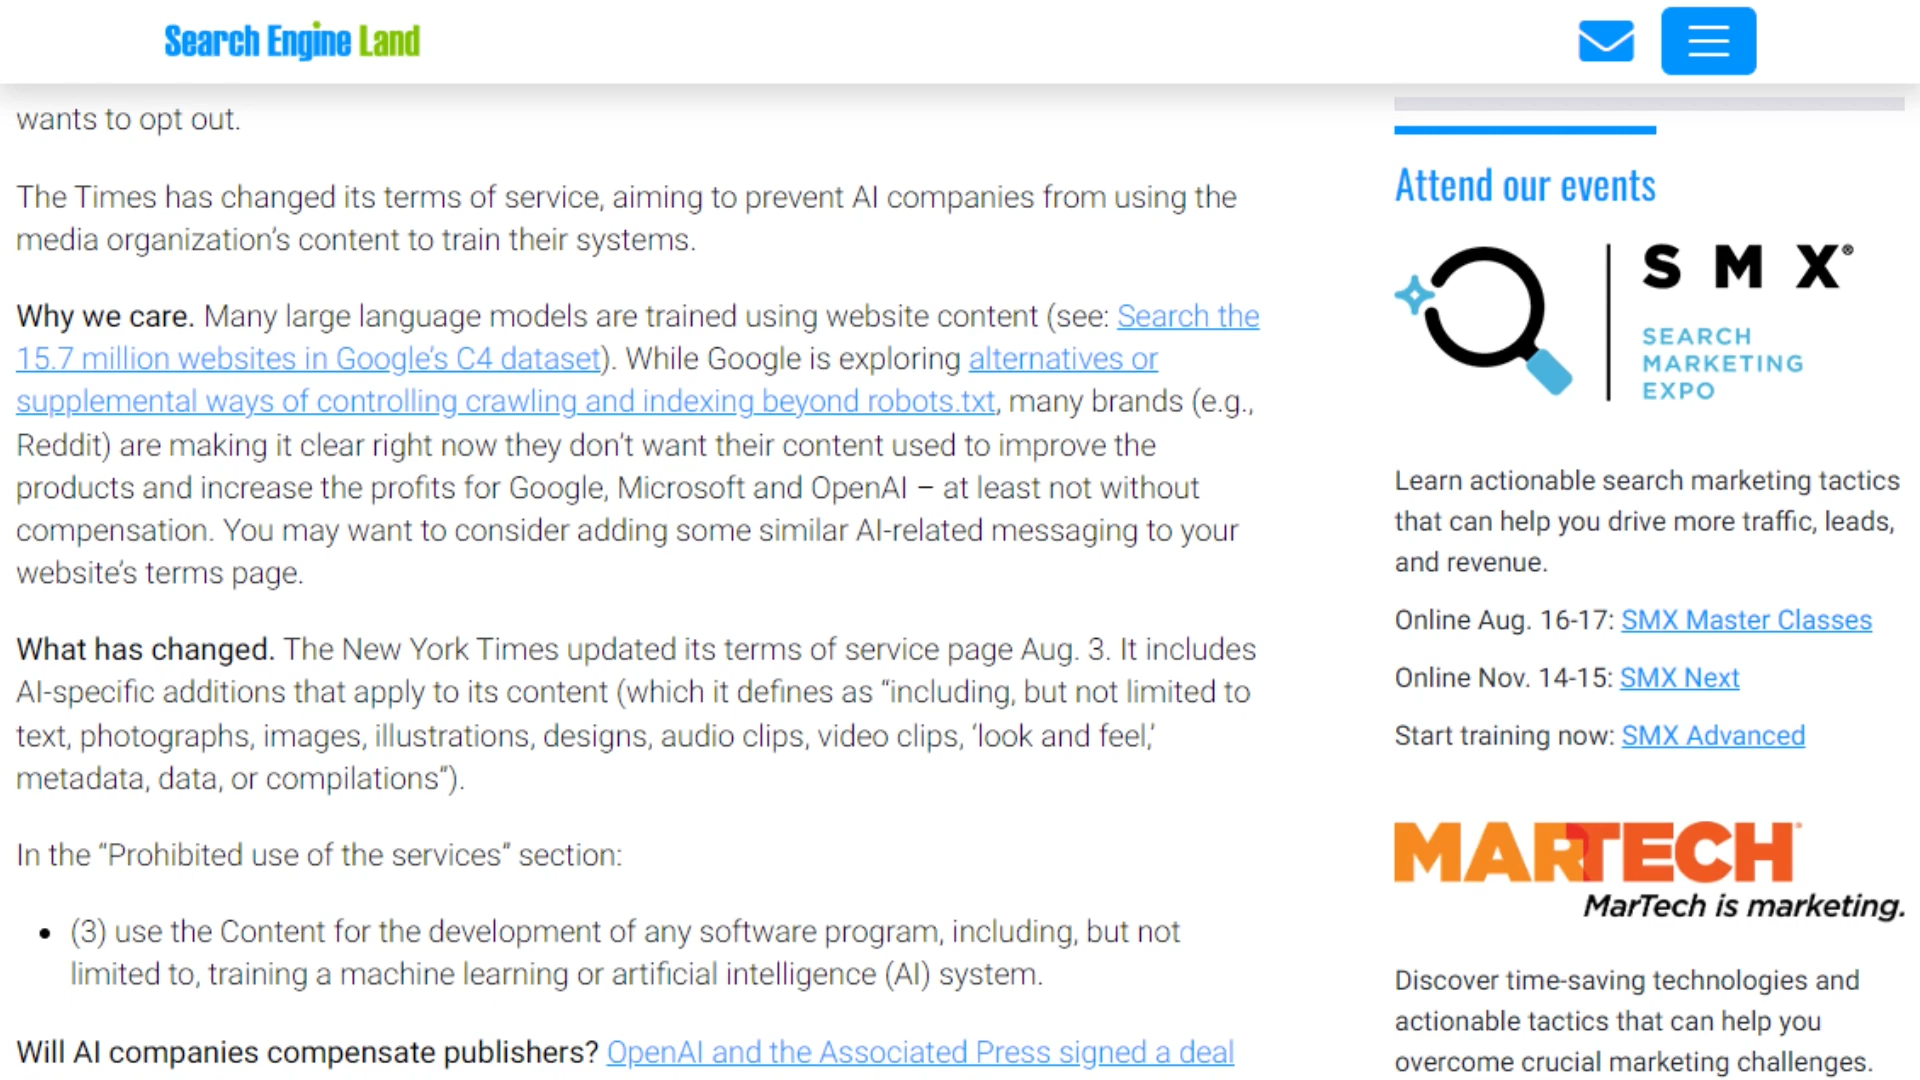 Search Engine Land
wants to opt out.
The Times has changed its terms of service, aiming to prevent AI companies from using the
media organization’s content to train their systems.
Why we care. Many large language models are trained using website content (see: Search the
15.7 million websites in Google’s C4 dataset). While Google is exploring alternatives or
supplemental ways of controlling crawling and indexing beyond robots.txt, many brands (e.g.,
Reddit) are making it clear right now they don’t want their content used to improve the
products and increase the profits for Google, Microsoft and OpenAI – at least not without
compensation. You may want to consider adding some similar AI-related messaging to your
website’s terms page.
What has changed. The New York Times updated its terms of service page Aug. 3. It includes
AI-specific additions that apply to its content (which it defines as “including, but not limited to
text, photographs, images, illustrations, designs, audio clips, video clips, ‘look and feel,’
metadata, data, or compilations“).
In the “Prohibited use of the services” section:
• (3) use the Content for the development of any software program, including, but not
limited to, training a machine learning or artificial intelligence (AI) system.
Will AI companies compensate publishers? OpenAI and the Associated Press signed a deal
Attend our events
SMX®
SEARCH
MARKETING
EXPO
Learn actionable search marketing tactics
that can help you drive more traffic, leads,
and revenue.
Online Aug. 16-17: SMX Master Classes
Online Nov. 14-15: SMX Next
Start training now: SMX Advanced
MARTECH
MarTech is marketing.
Discover time-saving technologies and
actionable tactics that can help you
overcome crucial marketing challenges.